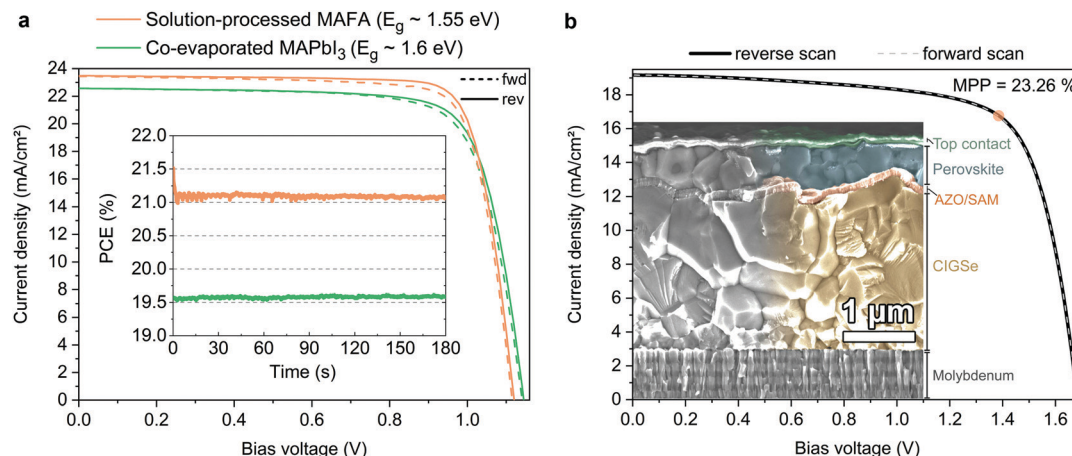 a
Solution-processed MAFA (E_g ~ 1.55 eV)
Co-evaporated MAPbI₃ (E_g ~ 1.6 eV)
fwd
rev
24
22
20
18
16
14
12
10
8
6
4
2
0
Current density (mA/cm²)
0.0
0.2
0.4
0.6
0.8
1.0
Bias voltage (V)
22.0
21.5
21.0
20.5
20.0
19.5
19.0
PCE (%)
0
30
60
90
120
150
180
Time (s)
b
reverse scan
forward scan
MPP = 23.26 %
18
16
14
12
10
8
6
4
2
0
Current density (mA/cm²)
Top contact
Perovskite
AZO/SAM
CIGSe
1 µm
Molybdenum
0.0
0.2
0.4
0.6
0.8
1.0
1.2
1.4
1.6
Bias voltage (V)